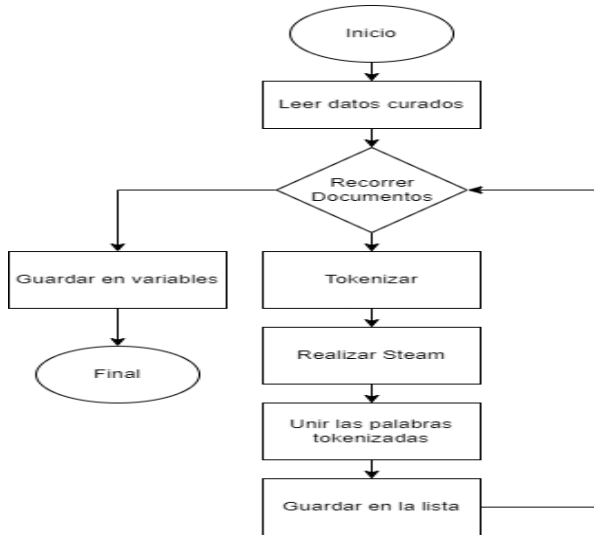 Inicio
Leer datos curados
Recorrer
Documentos
Guardar en variables
Tokenizar
Realizar Steam
Final
Unir las palabras
tokenizadas
Guardar en la lista